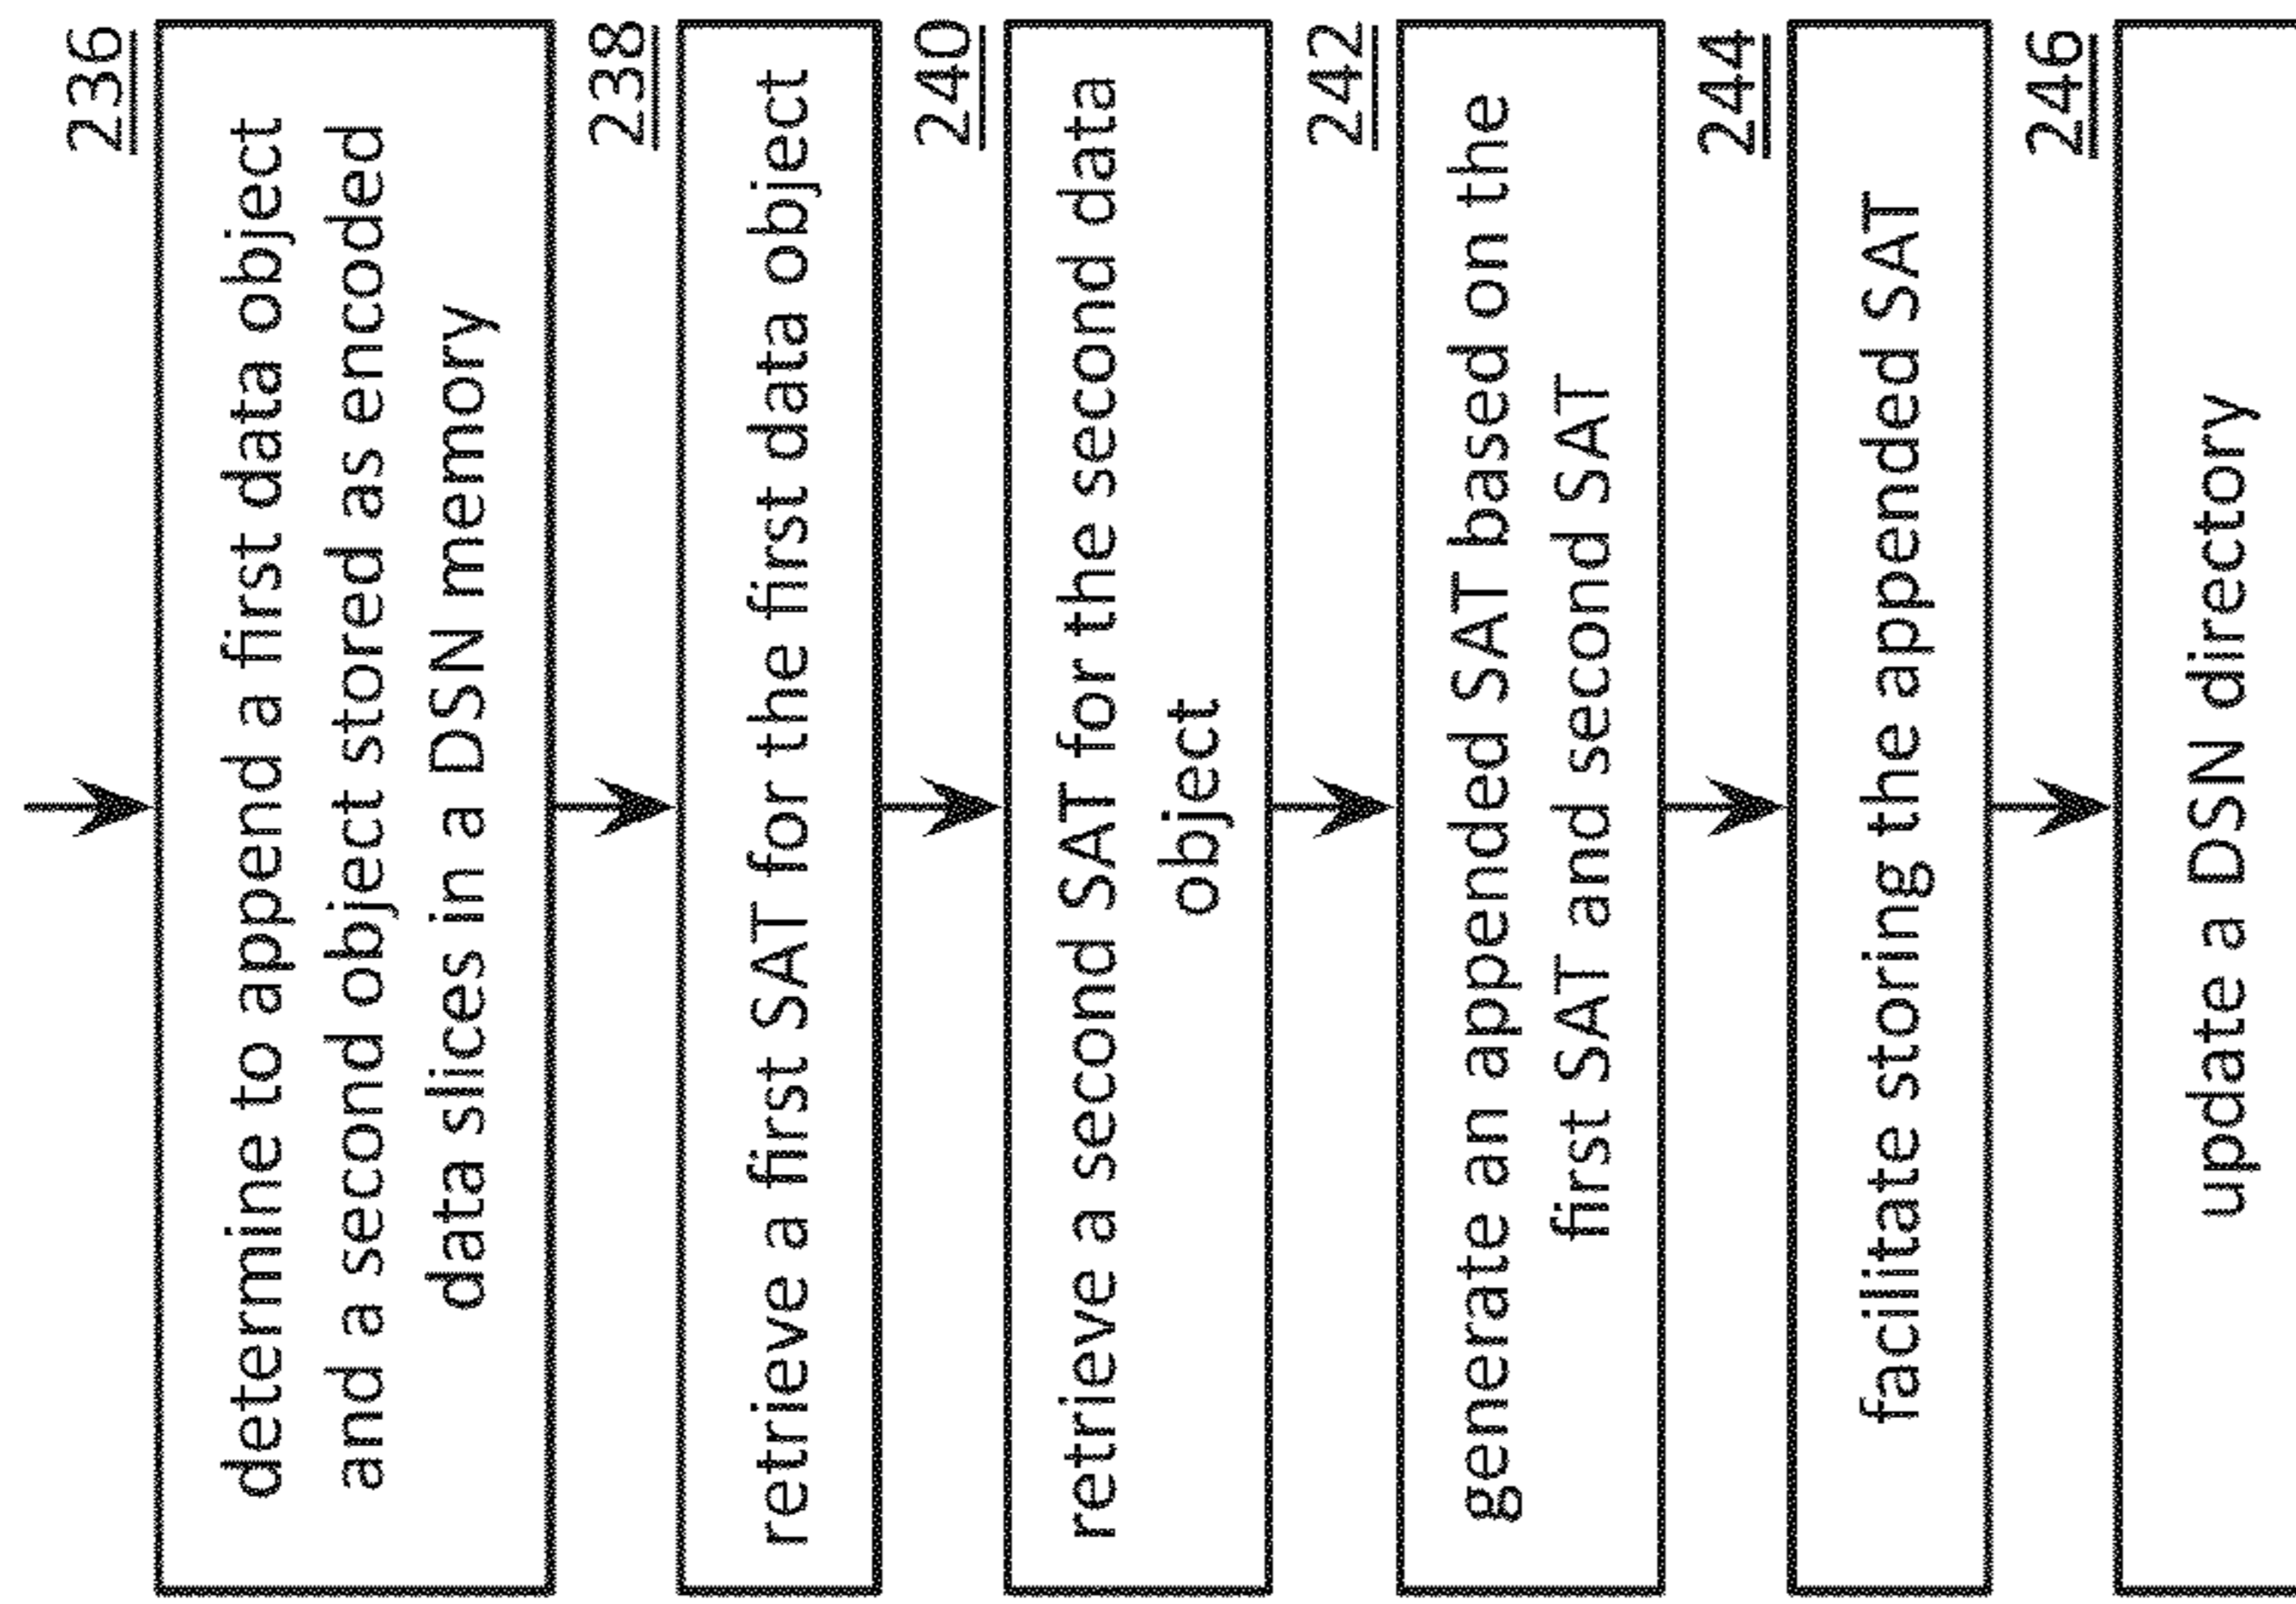 236
determine to append a first data object
and a second object stored as encoded
data slices in a DSN memory
238
retrieve a first SAT for the first data object
240
retrieve a second SAT for the second data
object
242
generate an appended SAT based on the
first SAT and second SAT
244
facilitate storing the appended SAT
246
update a DSN directory